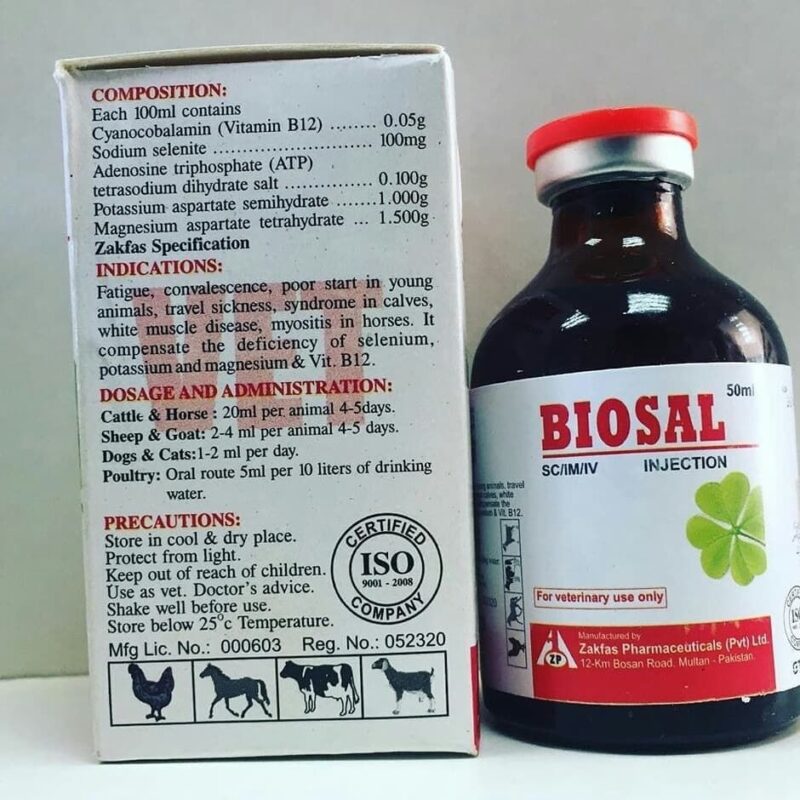 COMPOSITION:
Each 100ml contains
Cyanocobalamin (Vitamin B12) ........ 0.05g
Sodium selenite ............................ 100mg
Adenosine triphosphate (ATP)
tetrasodium dihydrate salt ............... 0.100g
Potassium aspartate semihydrate ........1.000g
Magnesium aspartate tetrahydrate ... 1.500g
Zakfas Specification
INDICATIONS:
Fatigue, convalescence, poor start in young
animals, travel sickness, syndrome in calves,
white muscle disease, myositis in horses. It
compensate the deficiency of selenium,
potassium and magnesium & Vit. B12.
VET
DOSAGE AND ADMINISTRATION:
Cattle & Horse : 20ml per animal 4-5days.
Sheep & Goat: 2-4 ml per animal 4-5 days.
Dogs & Cats:1-2 ml per day.
Poultry: Oral route 5ml per 10 liters of drinking
water.
PRECAUTIONS:
Store in cool & dry place.
Protect from light.
Keep out of reach of children.
Use as vet. Doctor's advice.
Shake well before use.
Store below 25°c Temperature.
CERTIFIED
ISO
9001 - 2008
COMPANY
Mfg Lic. No.: 000603 Reg. No.: 052320
50ml
BIOSAL
SC/IM/IV INJECTION
animals, travel
white
& Vit. B12.
For veterinary use only
ZP
Manufactured by
Zakfas Pharmaceuticals (Pvt) Ltd.
12-Km Bosan Road, Multan - Pakistan.